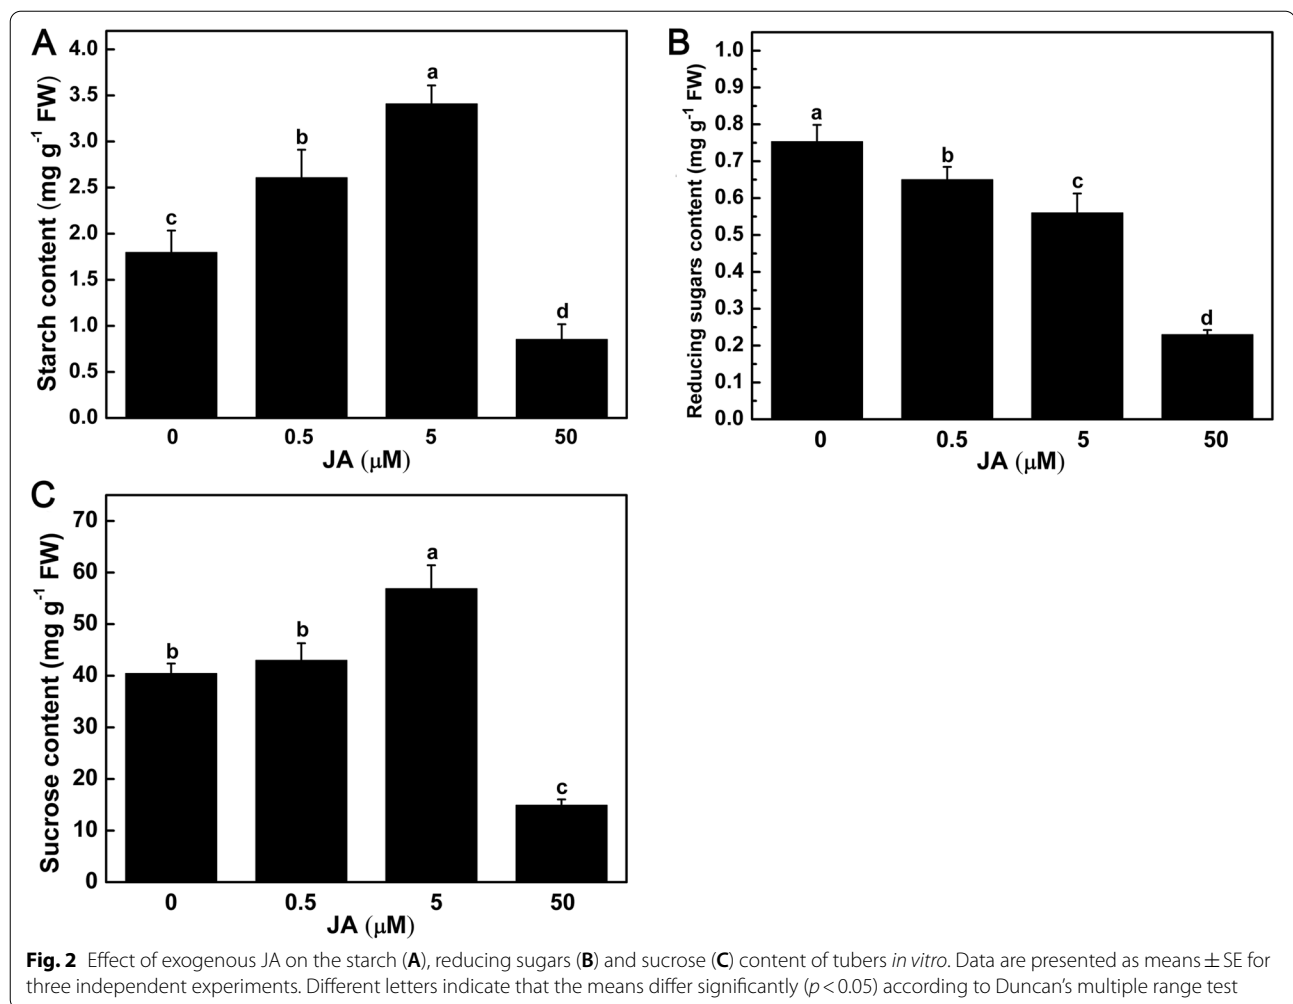 A
Starch content (mg g⁻¹ FW)
4.0
3.5
3.0
2.5
2.0
1.5
1.0
0.5
0.0
c
b
a
d
0 0.5 5 50
JA (μM)
B
Reducing sugars content (mg g⁻¹ FW)
1.0
0.9
0.8
0.7
0.6
0.5
0.4
0.3
0.2
0.1
0.0
a
b
c
d
0 0.5 5 50
JA (μM)
C
Sucrose content (mg g⁻¹ FW)
70
60
50
40
30
20
10
0
b
b
a
c
0 0.5 5 50
JA (μM)
Fig. 2 Effect of exogenous JA on the starch (A), reducing sugars (B) and sucrose (C) content of tubers in vitro. Data are presented as means ± SE for
three independent experiments. Different letters indicate that the means differ significantly (p < 0.05) according to Duncan's multiple range test